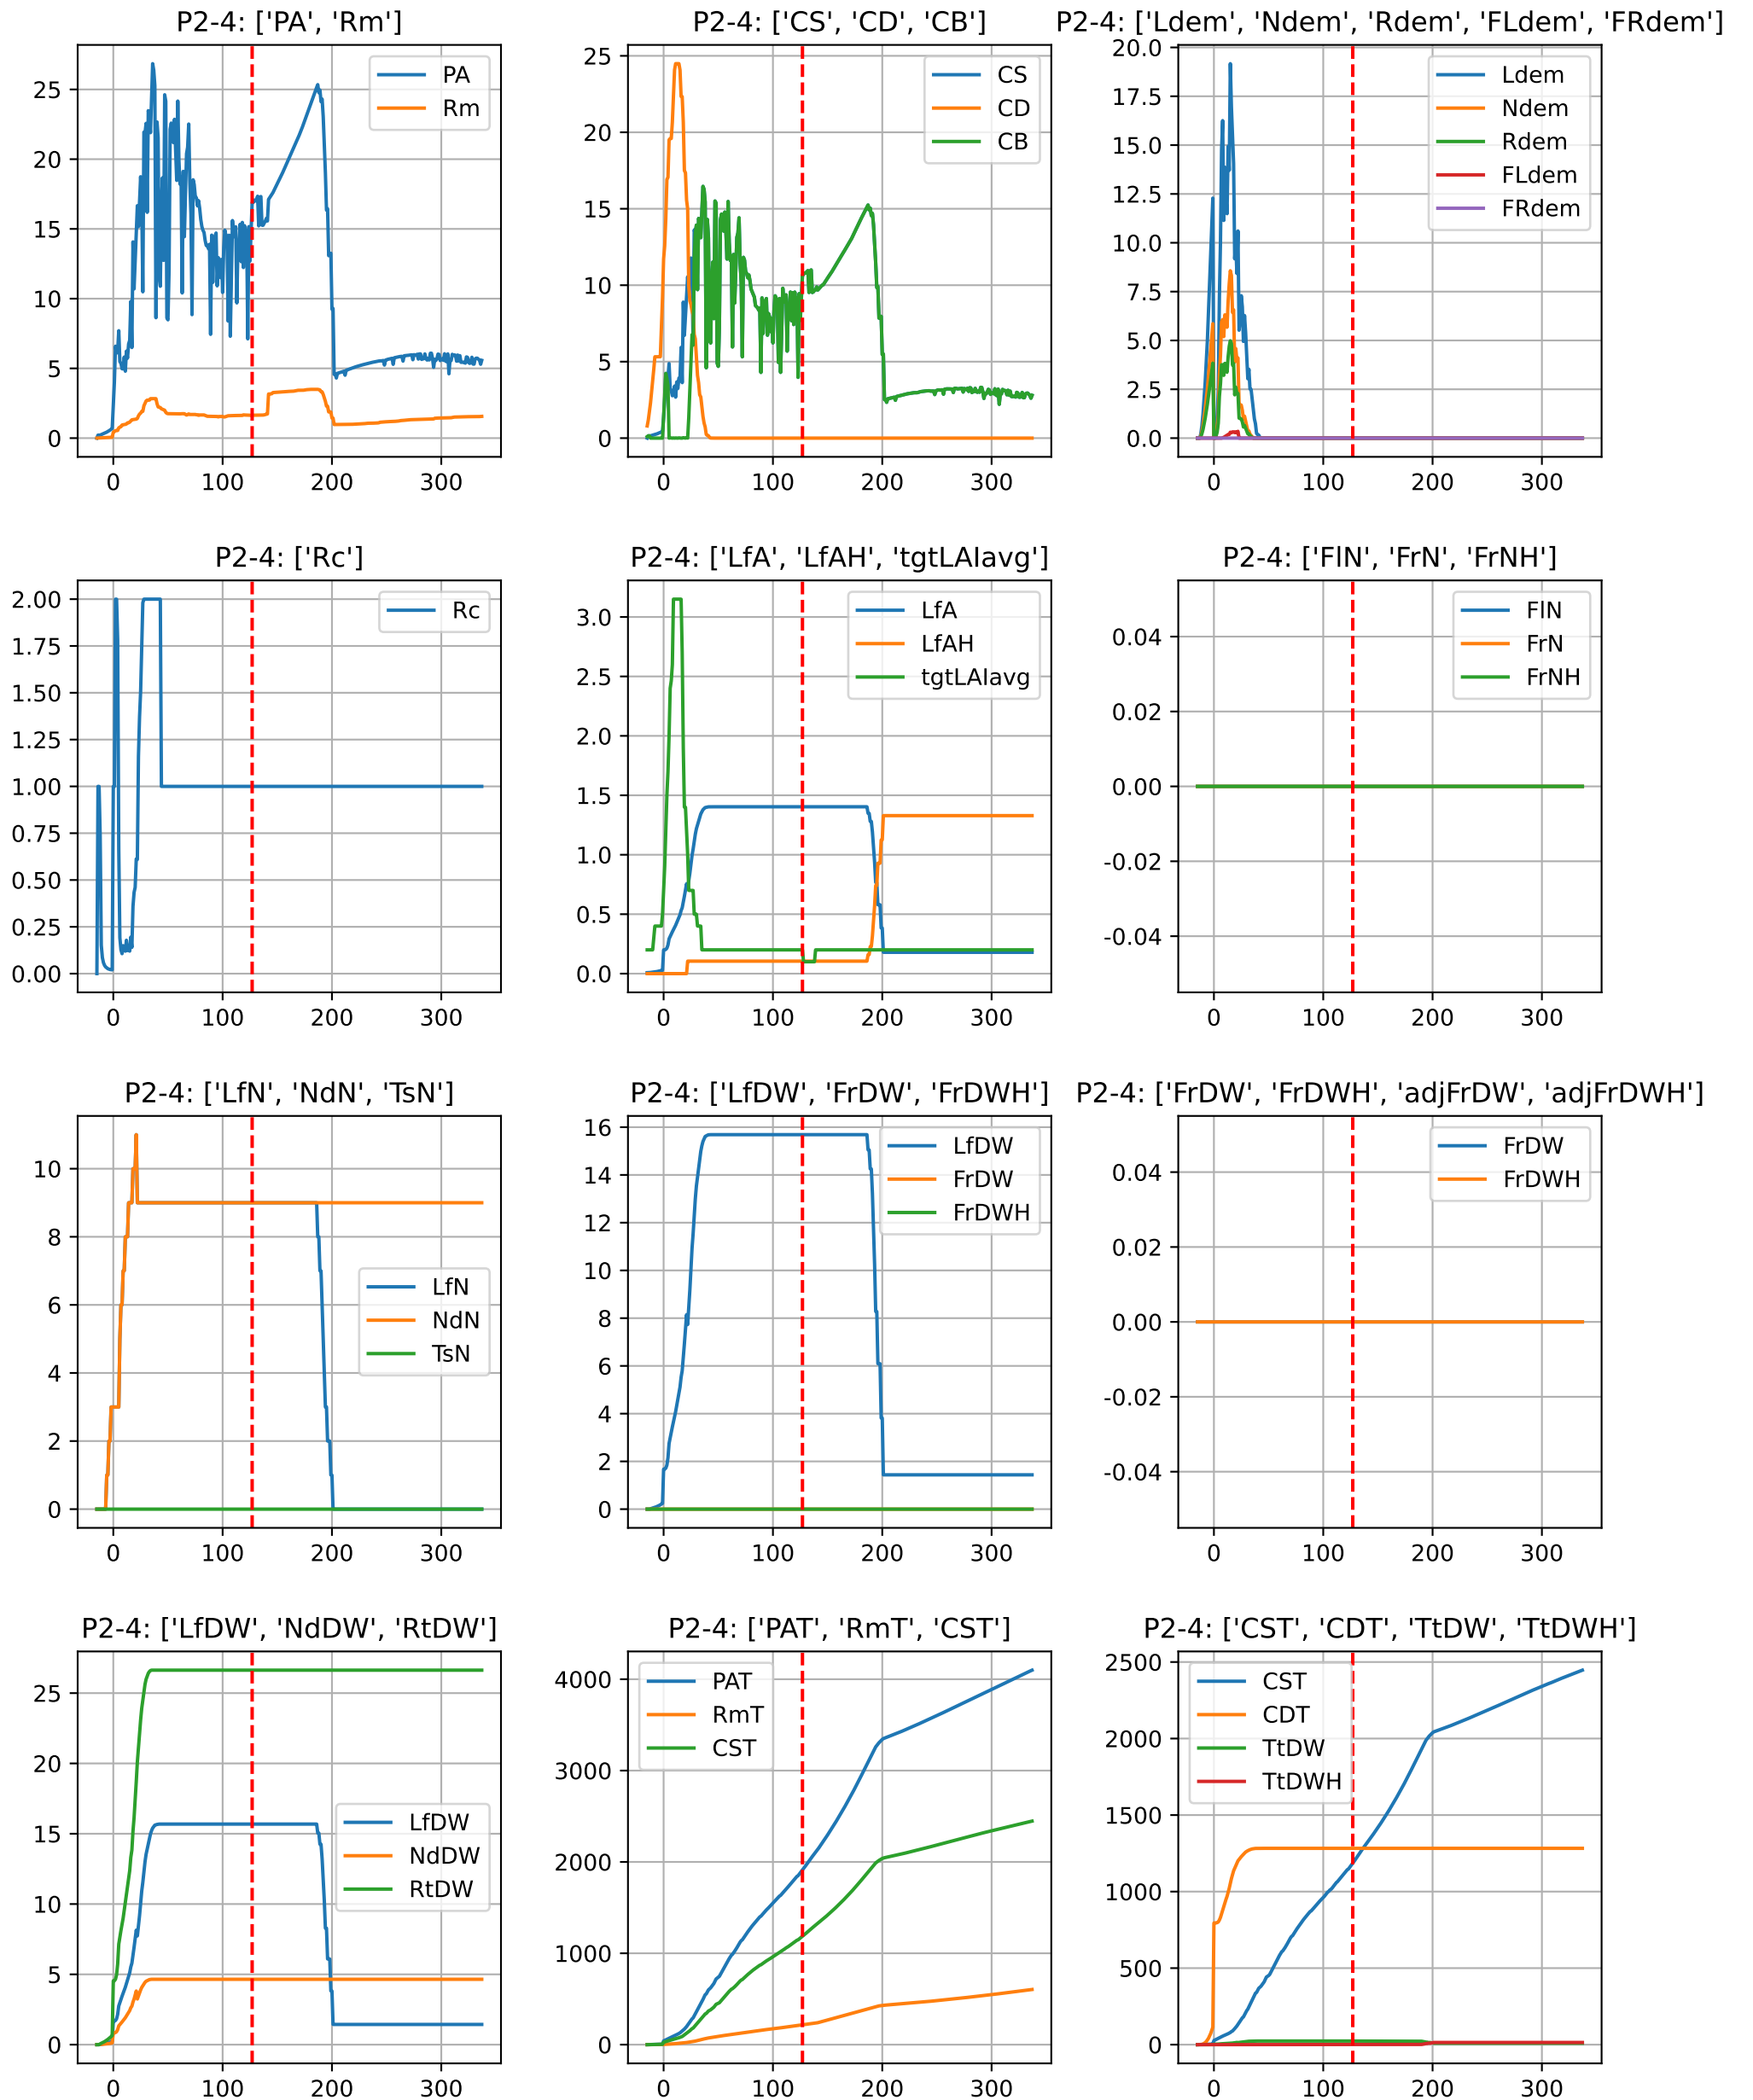 P2-4: ['PA', 'Rm']
PA
Rm
25
20
15
10
5
0
0 100 200 300
P2-4: ['CS', 'CD', 'CB']
CS
CD
CB
25
20
15
10
5
0
0 100 200 300
P2-4: ['Ldem', 'Ndem', 'Rdem', 'FLdem', 'FRdem']
Ldem
Ndem
Rdem
FLdem
FRdem
20.0
17.5
15.0
12.5
10.0
7.5
5.0
2.5
0.0
0 100 200 300
P2-4: ['Rc']
Rc
2.00
1.75
1.50
1.25
1.00
0.75
0.50
0.25
0.00
0 100 200 300
P2-4: ['LfA', 'LfAH', 'tgtLAIavg']
LfA
LfAH
tgtLAIavg
3.0
2.5
2.0
1.5
1.0
0.5
0.0
0 100 200 300
P2-4: ['FlN', 'FrN', 'FrNH']
FlN
FrN
FrNH
0.04
0.02
0.00
-0.02
-0.04
0 100 200 300
P2-4: ['LfN', 'NdN', 'TsN']
LfN
NdN
TsN
10
8
6
4
2
0
0 100 200 300
P2-4: ['LfDW', 'FrDW', 'FrDWH']
LfDW
FrDW
FrDWH
16
14
12
10
8
6
4
2
0
0 100 200 300
P2-4: ['FrDW', 'FrDWH', 'adjFrDW', 'adjFrDWH']
FrDW
FrDWH
0.04
0.02
0.00
-0.02
-0.04
0 100 200 300
P2-4: ['LfDW', 'NdDW', 'RtDW']
LfDW
NdDW
RtDW
25
20
15
10
5
0
0 100 200 300
P2-4: ['PAT', 'RmT', 'CST']
PAT
RmT
CST
4000
3000
2000
1000
0
0 100 200 300
P2-4: ['CST', 'CDT', 'TtDW', 'TtDWH']
CST
CDT
TtDW
TtDWH
2500
2000
1500
1000
500
0
0 100 200 300